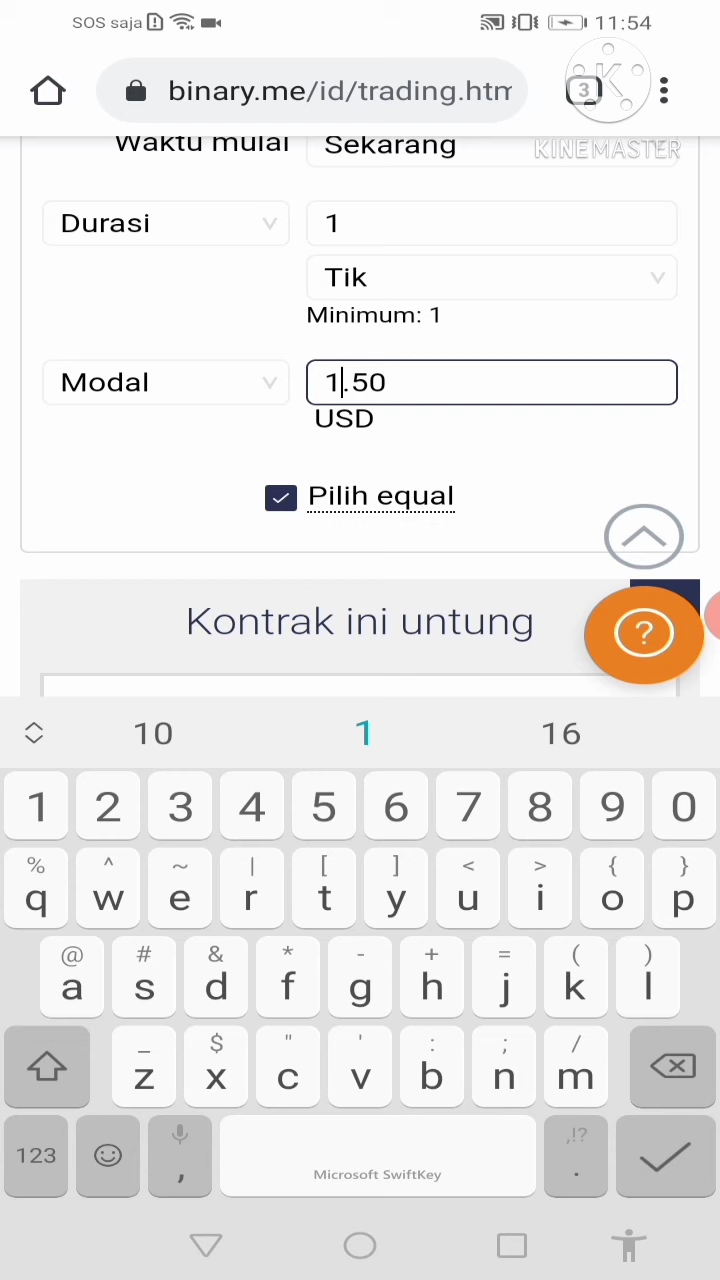 SOS saja 11:54
binary.me/id/trading.htm 3 K
Waktu mulai Sekarang KINEMASTER
Durasi 1
Tik
Minimum: 1
Modal 1.50
USD
Pilih equal
Kontrak ini untung ?
10 1 16
1 2 3 4 5 6 7 8 9 0
% ^ ~ | [ ] < > { }
q w e r t y u i o p
@ # & * - + = ( )
a s d f g h j k l
_ $ " ' : ; /
z x c v b n m
123 , Microsoft SwiftKey ,!? .